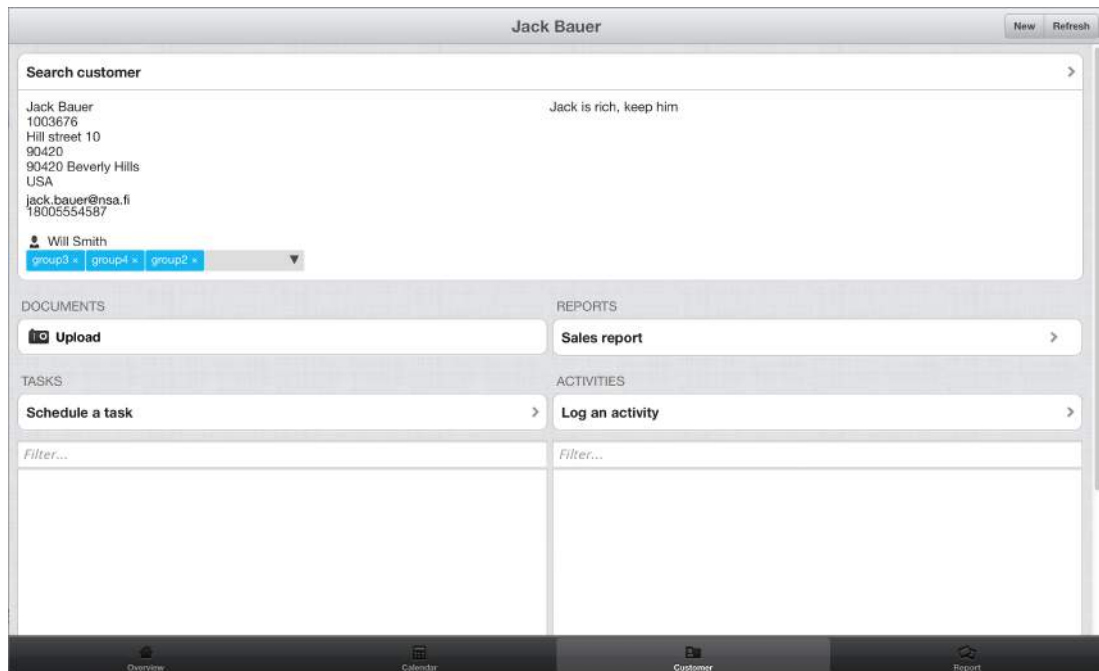 Jack Bauer
New Refresh
Search customer
Jack Bauer
1003676
Hill street 10
90420
90420 Beverly Hills
USA
jack.bauer@nsa.fi
18005554587
Jack is rich, keep him
Will Smith
group3 × group4 × group2 ×
DOCUMENTS
Upload
REPORTS
Sales report
TASKS
Schedule a task
ACTIVITIES
Log an activity
Filter...
Filter...
Overview
Calendar
Customer
Report